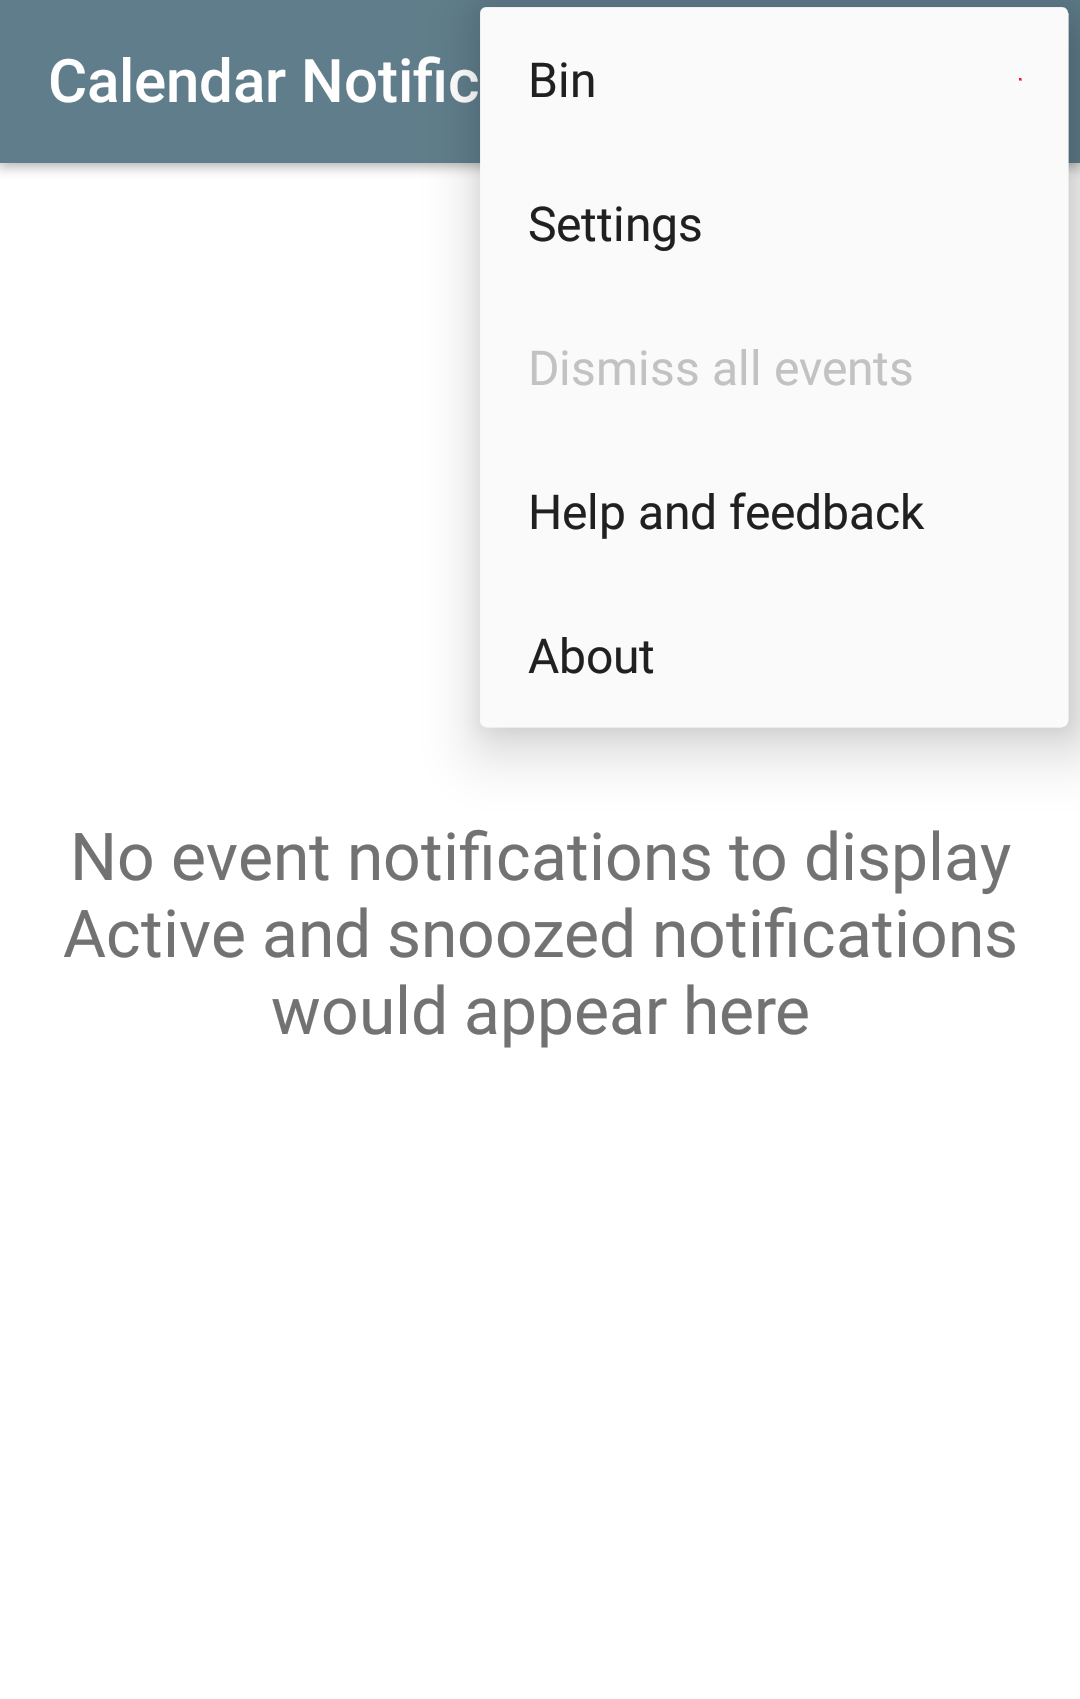 Calendar Notific
Bin
Settings
Dismiss all events
Help and feedback
About
No event notifications to display
Active and snoozed notifications
would appear here